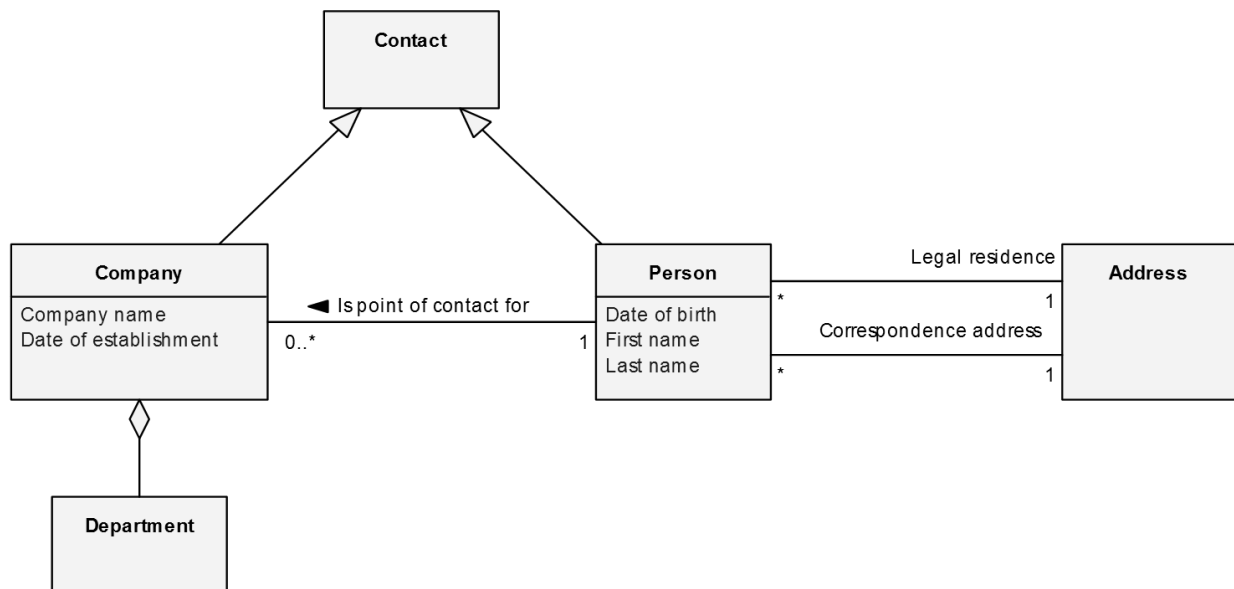 Contact
Company
Company name
Date of establishment
◄ Is point of contact for
0..*
1
Person
Date of birth
First name
Last name
Legal residence
*
1
Correspondence address
*
1
Address
Department